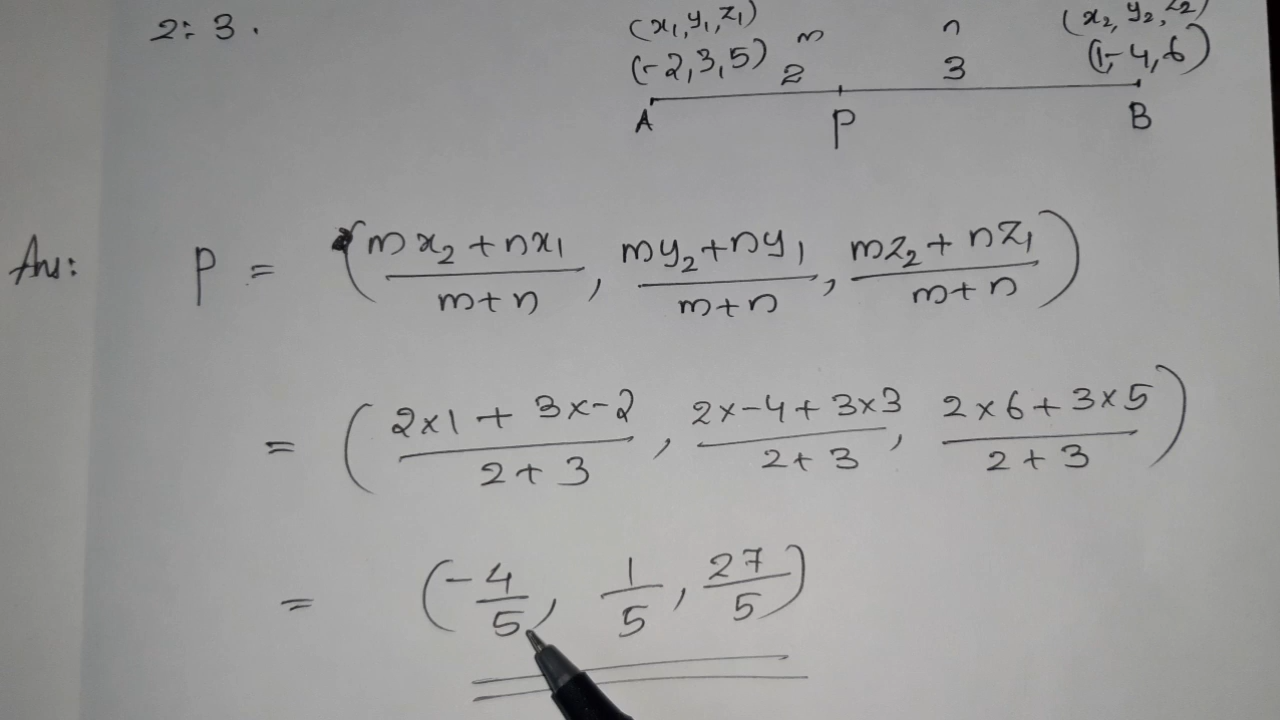 2:3.
(x₁,y₁,z₁) m n (x₂,y₂,z₂)
(-2,3,5) 2 3 (1,-4,6)
A P B
Ans: P = (mx₂+nx₁/m+n, my₂+ny₁/m+n, mz₂+nz₁/m+n)
= (2×1+3×-2/2+3, 2×-4+3×3/2+3, 2×6+3×5/2+3)
= (-4/5, 1/5, 27/5)